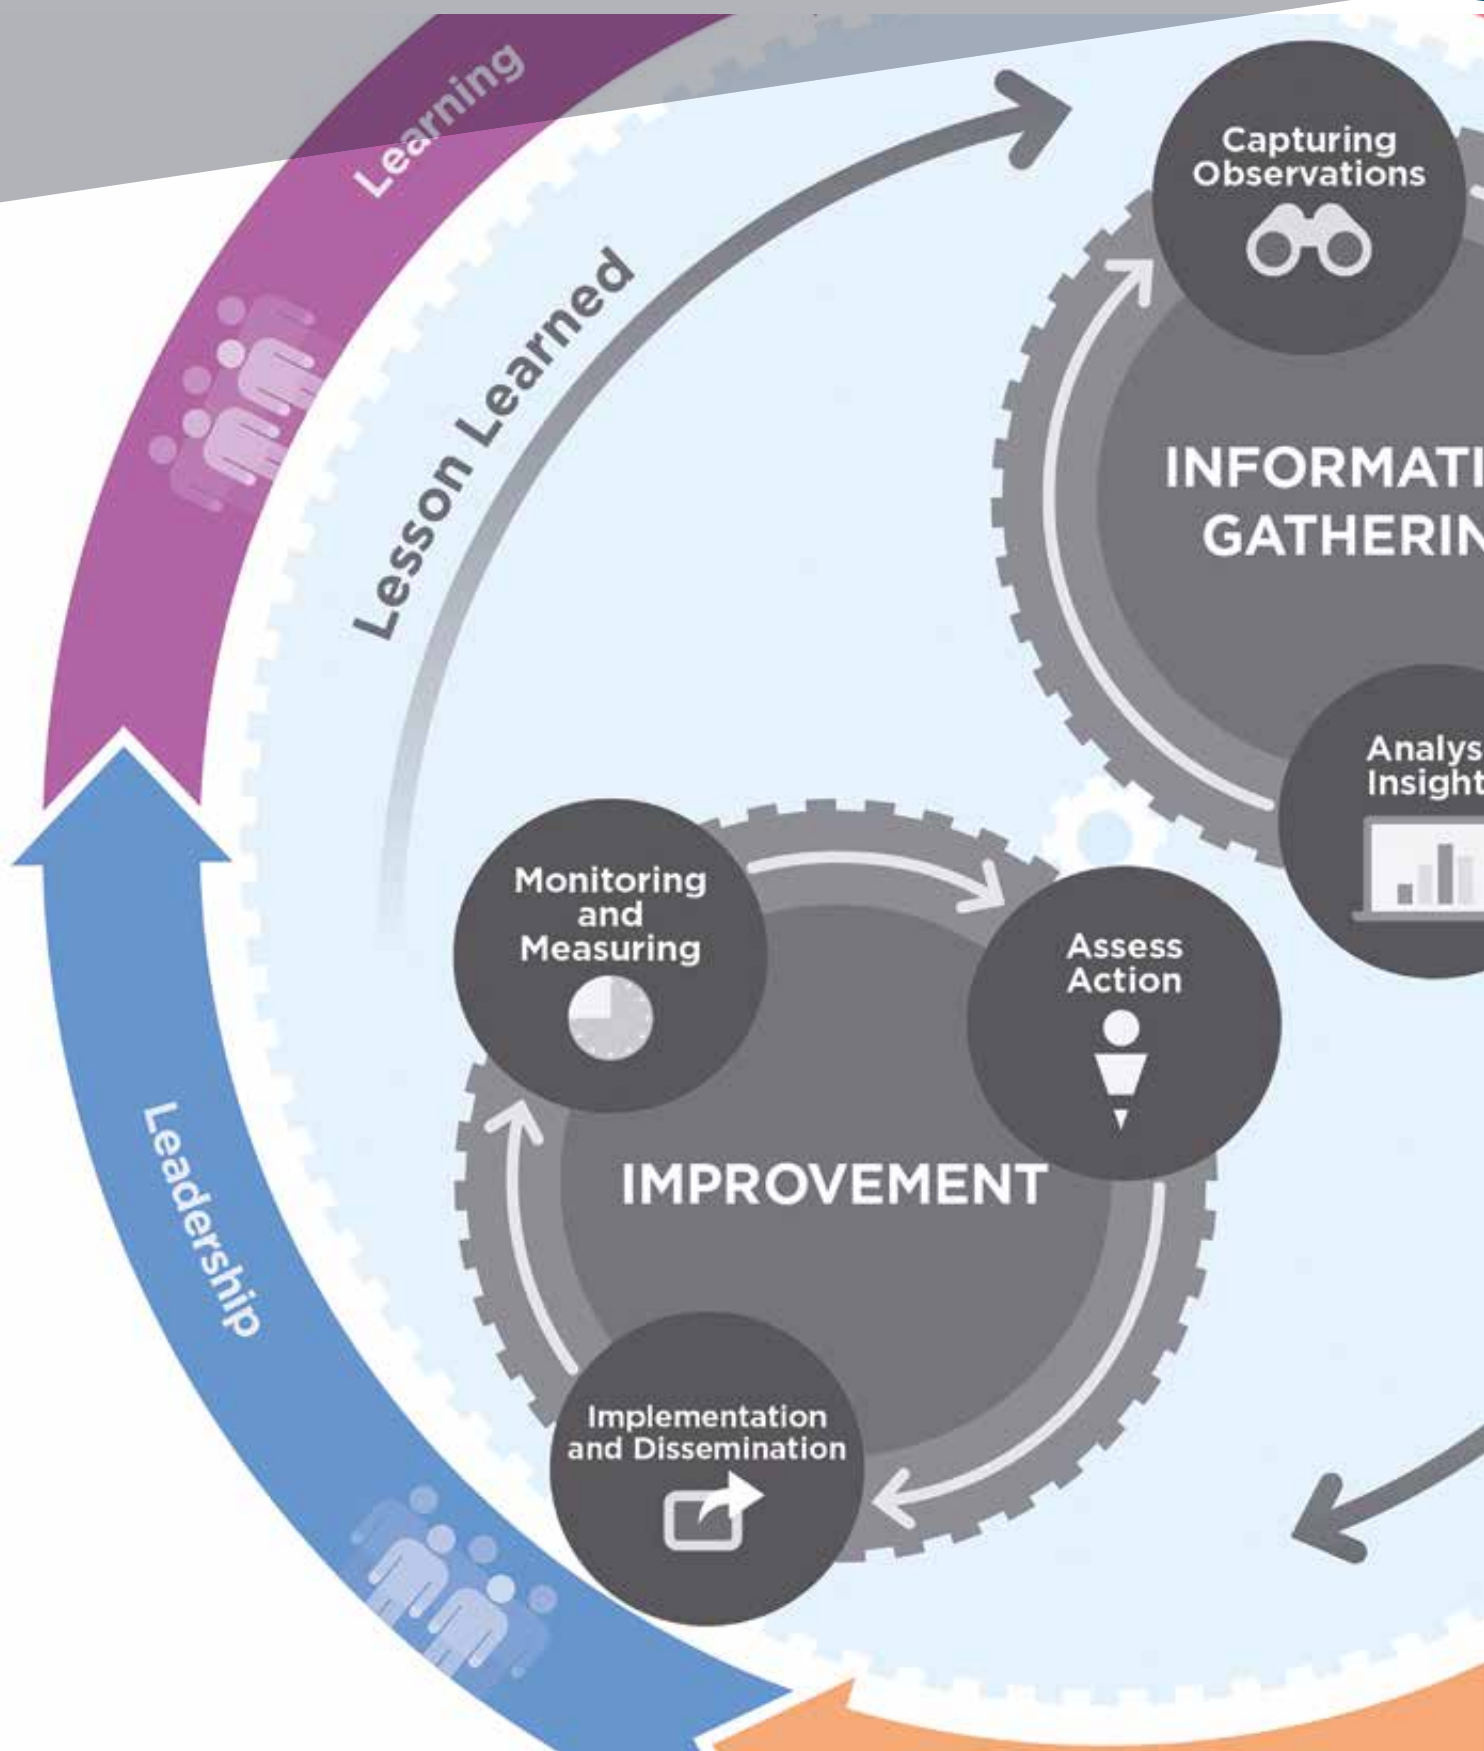 Learning
Lesson Learned
Capturing
Observations
INFORMATI
GATHERIN
Analys
Insight
Monitoring
and
Measuring
Assess
Action
IMPROVEMENT
Leadership
Implementation
and Dissemination